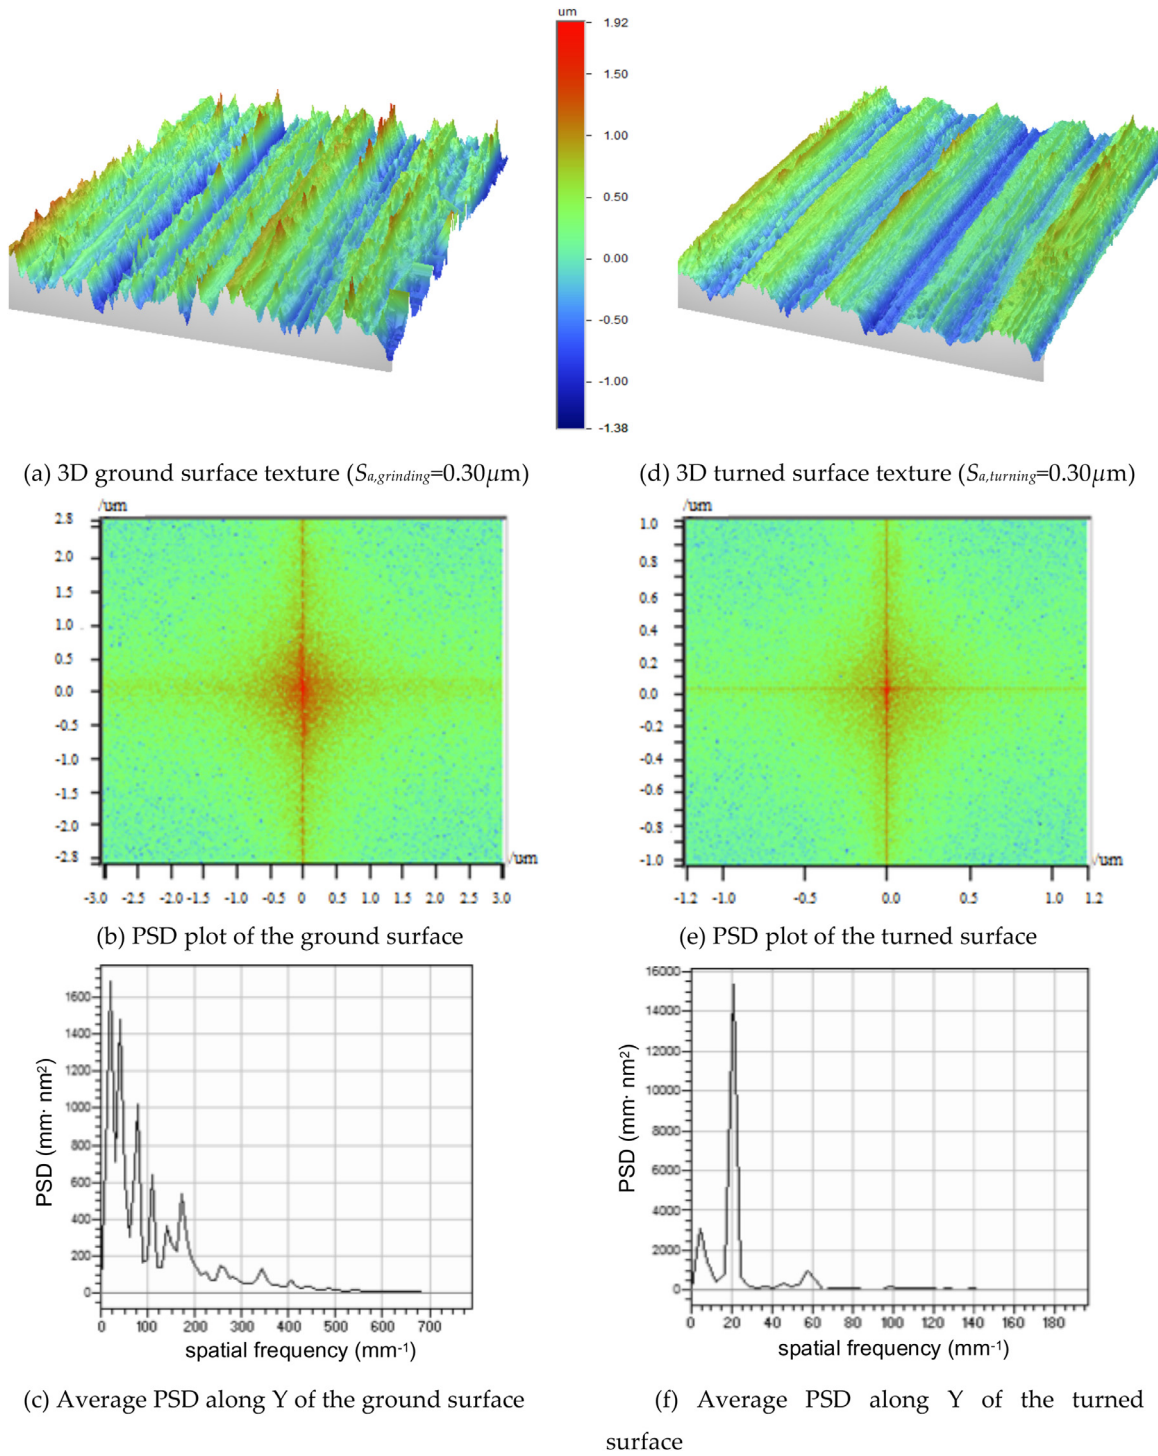 um
1.92
1.50
1.00
0.50
0.00
-0.50
-1.00
-1.38
(a) 3D ground surface texture (Sa,grinding=0.30μm)
(d) 3D turned surface texture (Sa,turning=0.30μm)
/um
2.8
2.0
1.5
1.0
0.5
0.0
-0.5
-1.0
-1.5
-2.0
-2.8
/um
-3.0 -2.5 -2.0 -1.5 -1.0 -0.5 0 0.5 1.0 1.5 2.0 2.5 3.0
(b) PSD plot of the ground surface
/um
1.0
0.8
0.6
0.4
0.2
0.0
-0.2
-0.4
-0.6
-0.8
-1.0
/um
-1.2 -1.0 -0.5 0.0 0.5 1.0 1.2
(e) PSD plot of the turned surface
PSD (mm· nm²)
1600
1400
1200
1000
800
600
400
200
0
0 100 200 300 400 500 600 700
spatial frequency (mm⁻¹)
(c) Average PSD along Y of the ground surface
PSD (mm· nm²)
16000
14000
12000
10000
8000
6000
4000
2000
0
0 20 40 60 80 100 120 140 160 180
spatial frequency (mm⁻¹)
(f) Average PSD along Y of the turned
surface